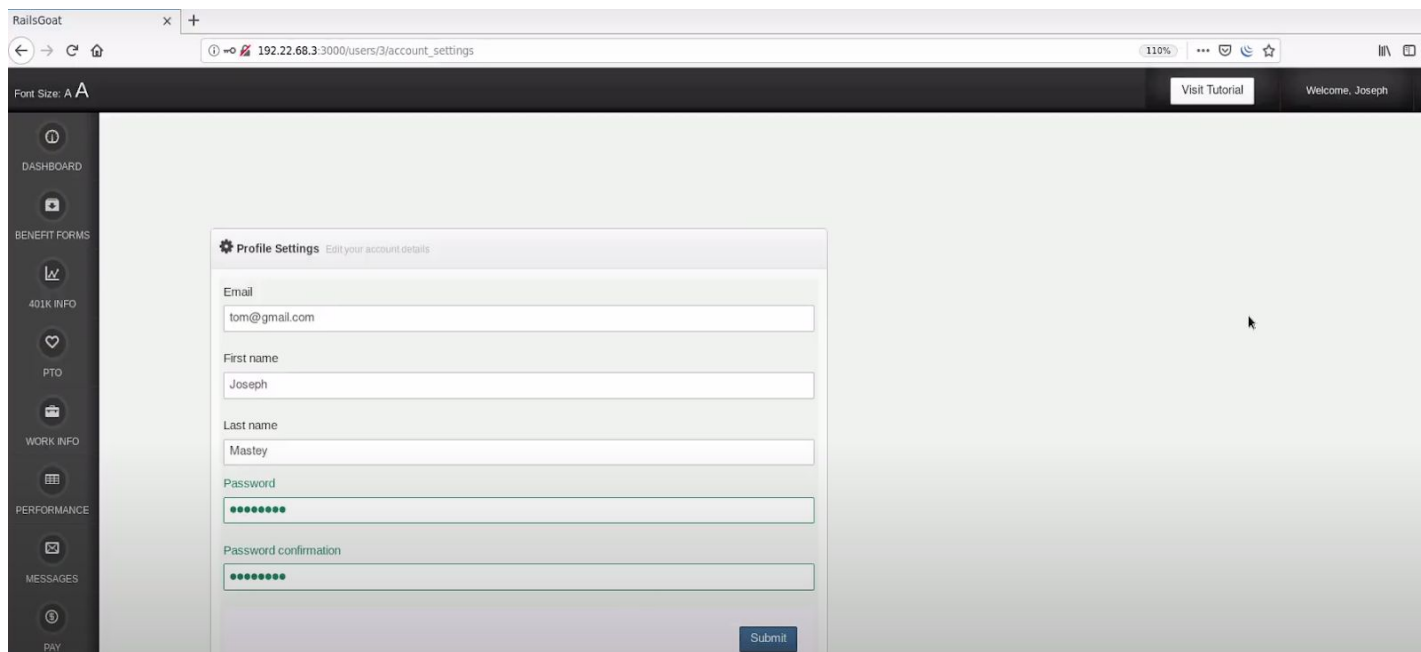 RailsGoat
192.22.68.3:3000/users/3/account_settings
110%
Font Size: A A
Visit Tutorial
Welcome, Joseph
DASHBOARD
BENEFIT FORMS
401K INFO
PTO
WORK INFO
PERFORMANCE
MESSAGES
PAY
Profile Settings Edit your account details
Email
tom@gmail.com
First name
Joseph
Last name
Mastey
Password
Password confirmation
Submit